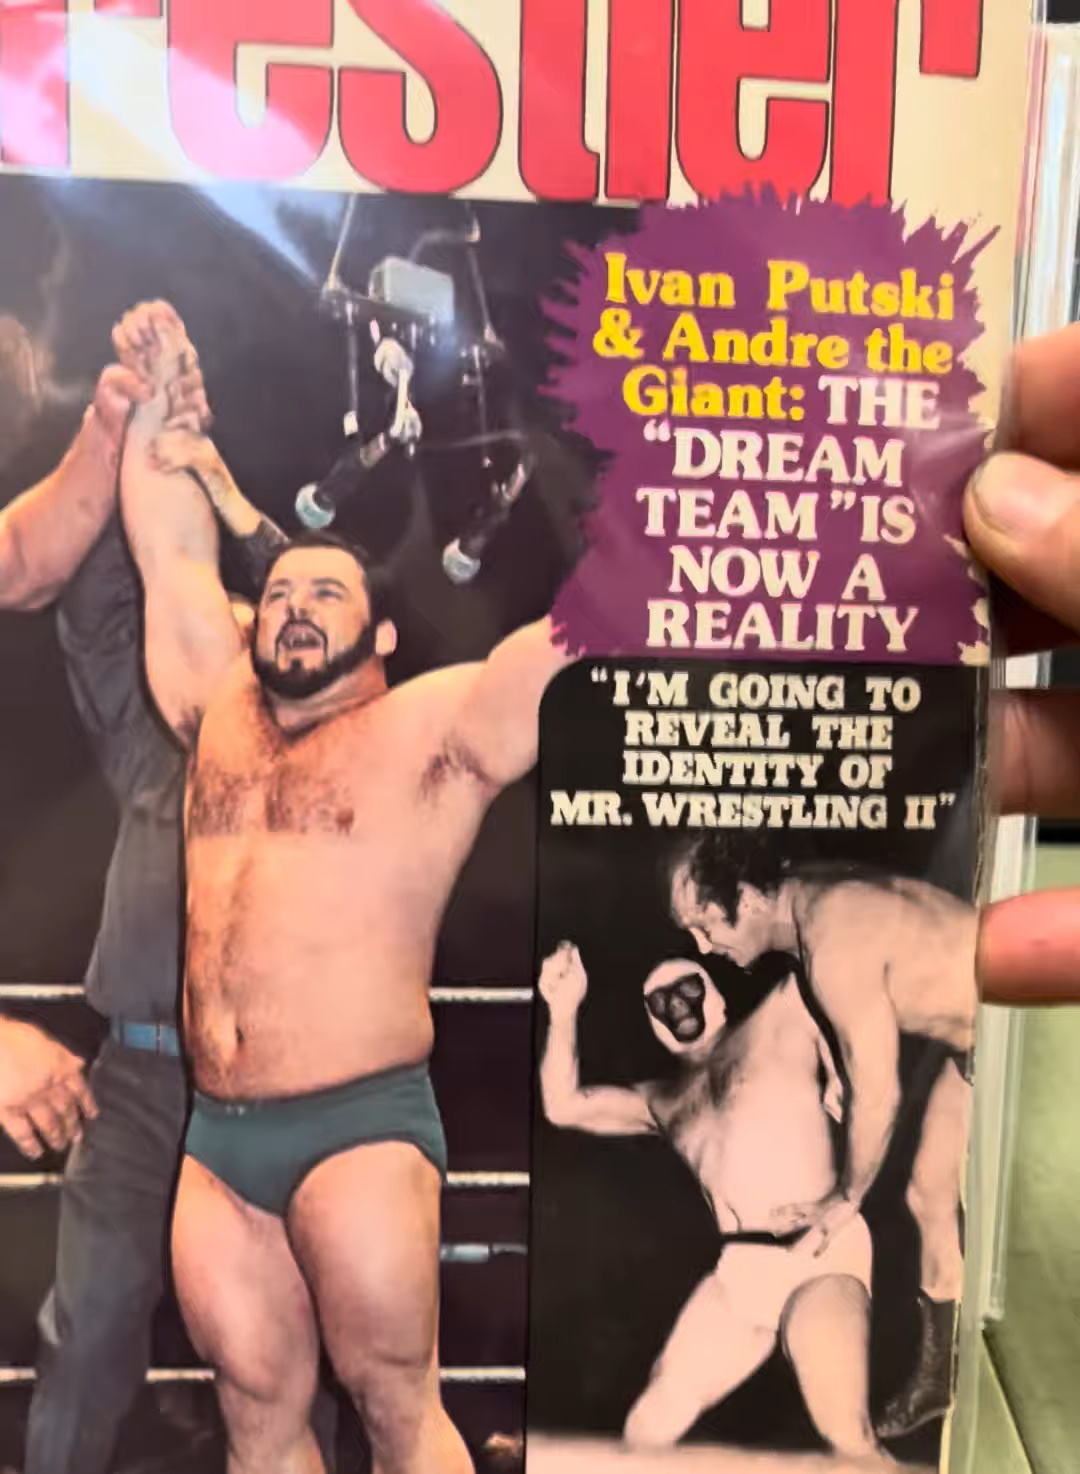 restler
Ivan Putski
& Andre the
Giant: THE
"DREAM
TEAM" IS
NOW A
REALITY
"I'M GOING TO
REVEAL THE
IDENTITY OF
MR. WRESTLING II"